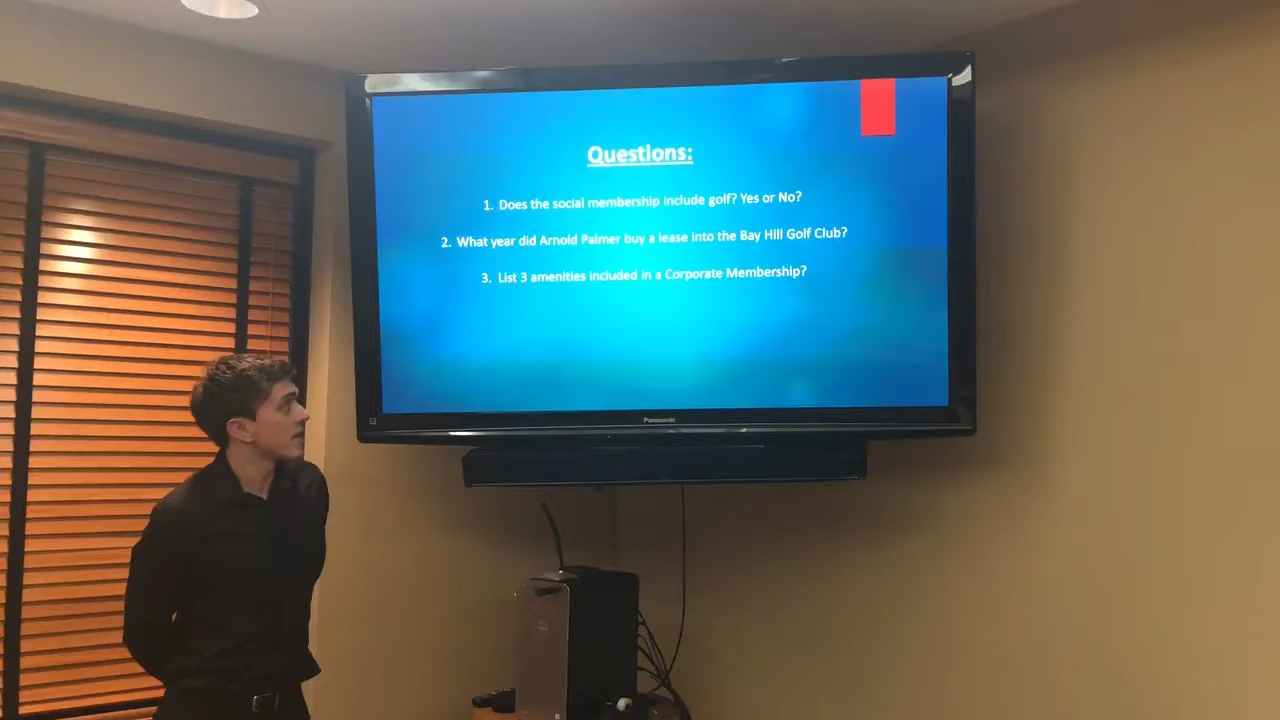 Questions:
1. Does the social membership include golf? Yes or No?
2. What year did Arnold Palmer buy a lease into the Bay Hill Golf Club?
3. List 3 amenities included in a Corporate Membership?
Panasonic